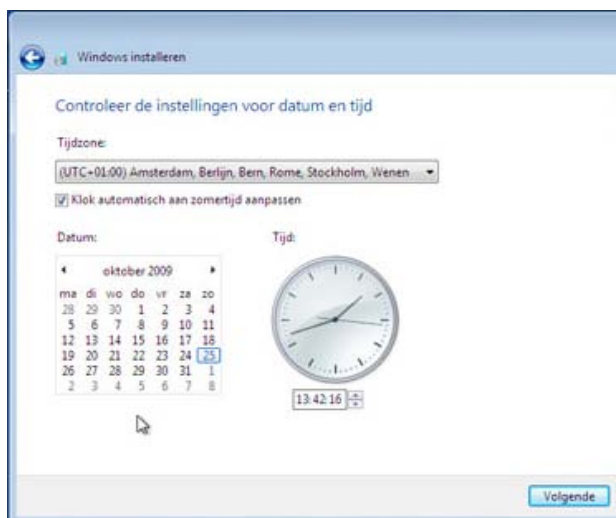 Windows installeren
Controleer de instellingen voor datum en tijd
Tijdzone:
(UTC+01:00) Amsterdam, Berlijn, Bern, Rome, Stockholm, Wenen
Klok automatisch aan zomertijd aanpassen
Datum:
Tijd:
oktober 2009
ma di wo do vr za zo
28 29 30 1 2 3 4
5 6 7 8 9 10 11
12 13 14 15 16 17 18
19 20 21 22 23 24 25
26 27 28 29 30 31 1
2 3 4 5 6 7 8
13:42:16
Volgende